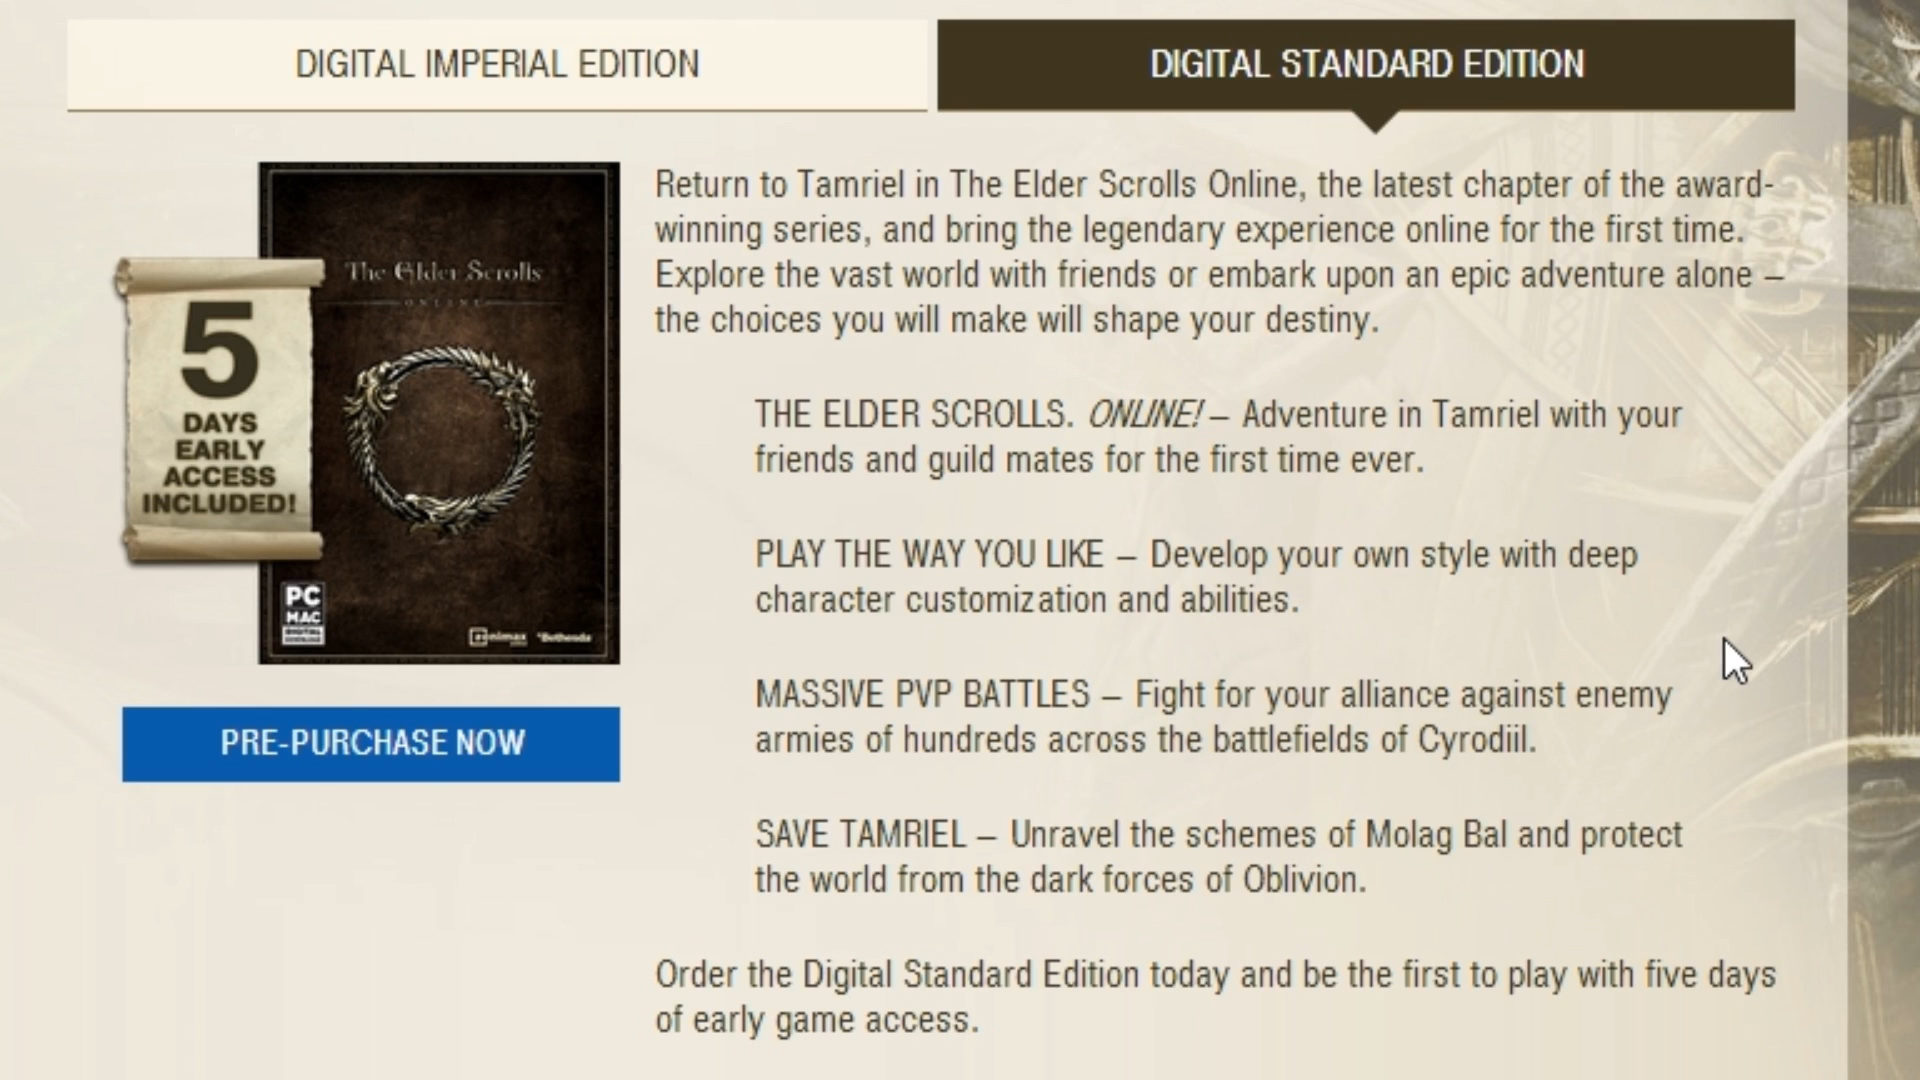 DIGITAL IMPERIAL EDITION
DIGITAL STANDARD EDITION
The Elder Scrolls
ONLINE
5
DAYS
EARLY
ACCESS
INCLUDED!
PC
MAC
DIGITAL
DOWNLOAD
Bethesda
PRE-PURCHASE NOW
Return to Tamriel in The Elder Scrolls Online, the latest chapter of the award-
winning series, and bring the legendary experience online for the first time.
Explore the vast world with friends or embark upon an epic adventure alone –
the choices you will make will shape your destiny.
THE ELDER SCROLLS. ONLINE! – Adventure in Tamriel with your
friends and guild mates for the first time ever.
PLAY THE WAY YOU LIKE – Develop your own style with deep
character customization and abilities.
MASSIVE PVP BATTLES – Fight for your alliance against enemy
armies of hundreds across the battlefields of Cyrodiil.
SAVE TAMRIEL – Unravel the schemes of Molag Bal and protect
the world from the dark forces of Oblivion.
Order the Digital Standard Edition today and be the first to play with five days
of early game access.